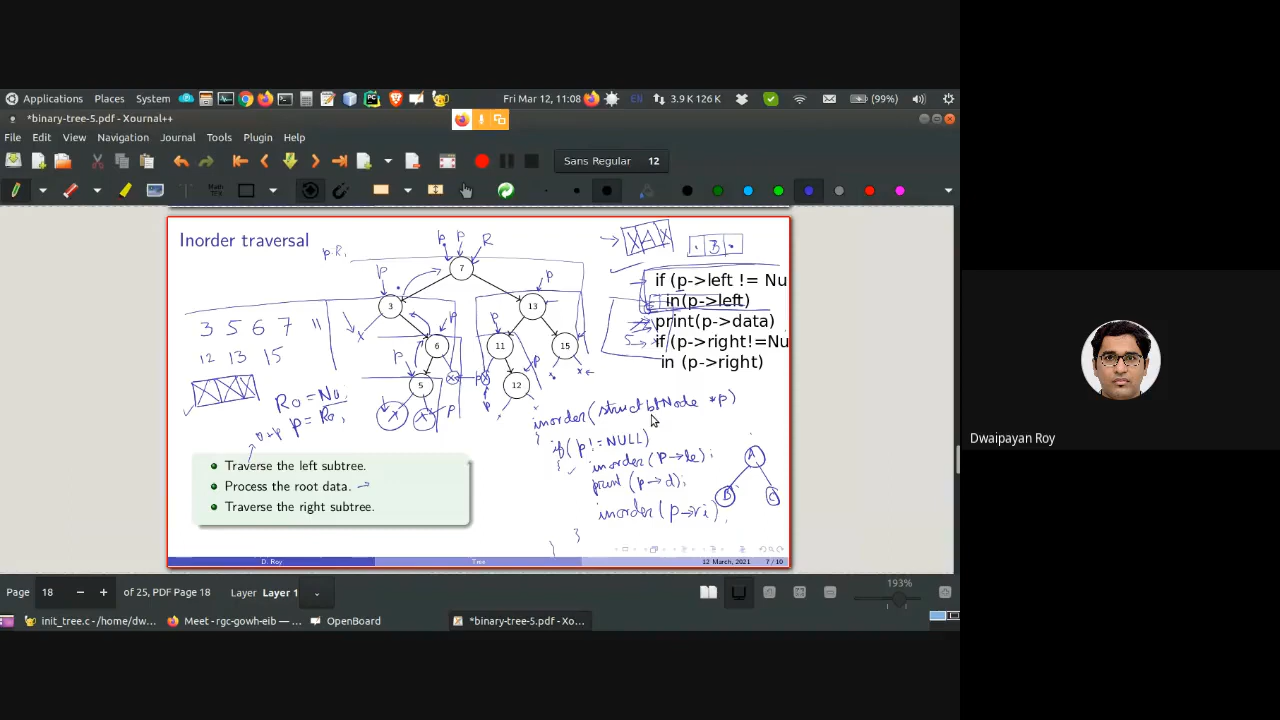 Applications Places System
Fri Mar 12, 11:08
EN
3.9 K 126 K
(99%)
*binary-tree-5.pdf - Xournal++
File Edit View Navigation Journal Tools Plugin Help
Sans Regular 12
Inorder traversal
P P R
7
3
13
6
11
15
5
12
3 5 6 7 11
12 13 15
if (p->left != Nu
in(p->left)
print(p->data)
if (p->right!=Nu
in (p->right)
inorder(struct btNode *p)
if( p!= NULL)
inorder(p→le);
print (p→d);
inorder(p→ri),
A
B C
Traverse the left subtree.
Process the root data.
Traverse the right subtree.
D. Roy Tree 12 March, 2021 7 / 10
Page 18 of 25, PDF Page 18 Layer Layer 1
193%
init_tree.c - /home/dw...
Meet - rgc-gowh-eib — ...
OpenBoard
*binary-tree-5.pdf - Xo...
Dwaipayan Roy